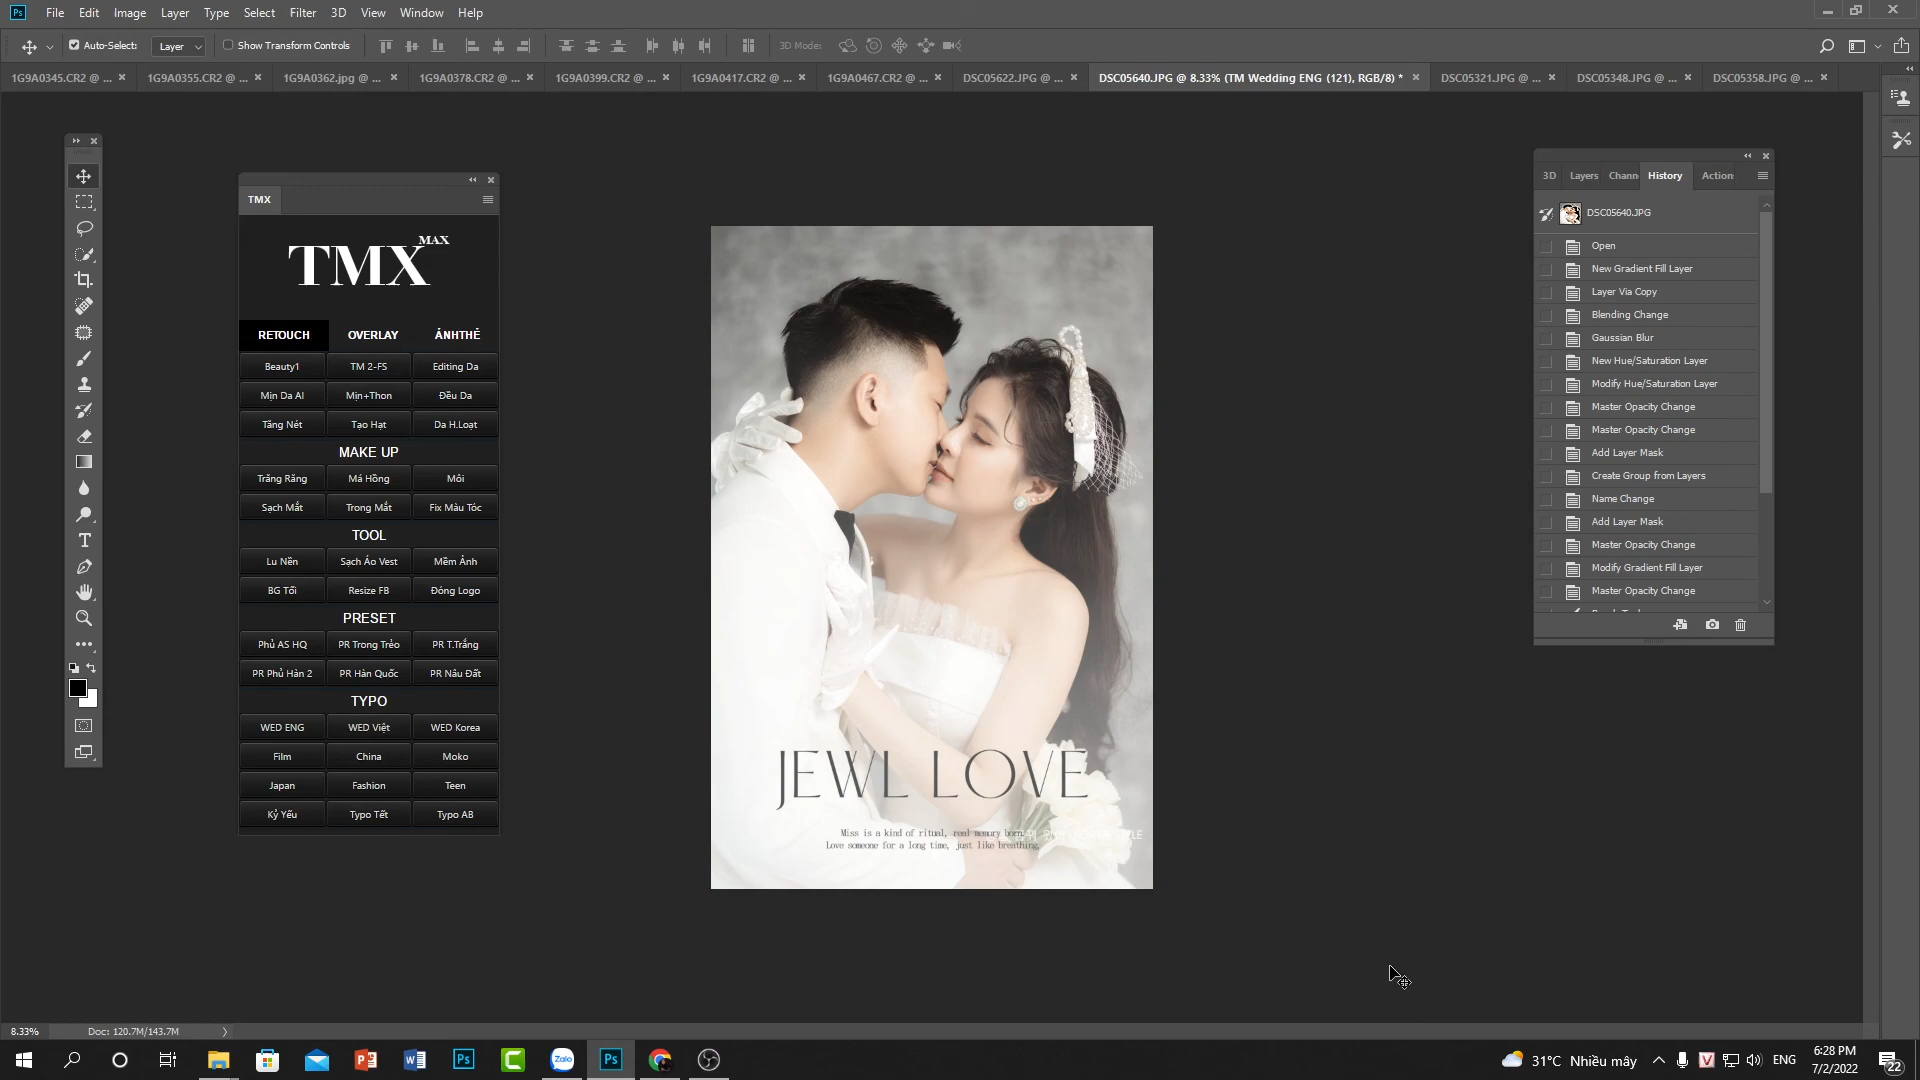 File Edit Image Layer Type Select Filter 3D View Window Help
Auto-Select: Layer Show Transform Controls 3D Mode:
1G9A0345.CR2 @ ... 1G9A0355.CR2 @ ... 1G9A0362.jpg @ ... 1G9A0378.CR2 @ ... 1G9A0399.CR2 @ ... 1G9A0417.CR2 @ ... 1G9A0467.CR2 @ ... DSC05622.JPG @ ... DSC05640.JPG @ 8.33% (TM Wedding ENG (121), RGB/8) * DSC05321.JPG @ ... DSC05348.JPG @ ... DSC05358.JPG @ ...
TMX
TMX MAX
RETOUCH OVERLAY ẢNHTHẺ
Beauty1 TM 2-FS Editing Da
Mịn Da AI Mịn+Thon Đều Da
Tăng Nét Tạo Hạt Da H.Loạt
MAKE UP
Trắng Răng Má Hồng Môi
Sạch Mắt Trong Mắt Fix Màu Tóc
TOOL
Lu Nền Sạch Áo Vest Mềm Ảnh
BG Tối Resize FB Đóng Logo
PRESET
Phủ AS HQ PR Trong Trẻo PR T.Trắng
PR Phủ Hàn 2 PR Hàn Quốc PR Nâu Đất
TYPO
WED ENG WED Việt WED Korea
Film China Moko
Japan Fashion Teen
Kỷ Yếu Typo Tết Typo AB
JEWL LOVE
Miss is a kind of ritual, read memory born
Love someone for a long time, just like breathing.
3D Layers Chann History Action
DSC05640.JPG
Open
New Gradient Fill Layer
Layer Via Copy
Blending Change
Gaussian Blur
New Hue/Saturation Layer
Modify Hue/Saturation Layer
Master Opacity Change
Master Opacity Change
Add Layer Mask
Create Group from Layers
Name Change
Add Layer Mask
Master Opacity Change
Modify Gradient Fill Layer
Master Opacity Change
8.33% Doc: 120.7M/143.7M
31°C Nhiều mây ENG 6:28 PM
7/2/2022
22